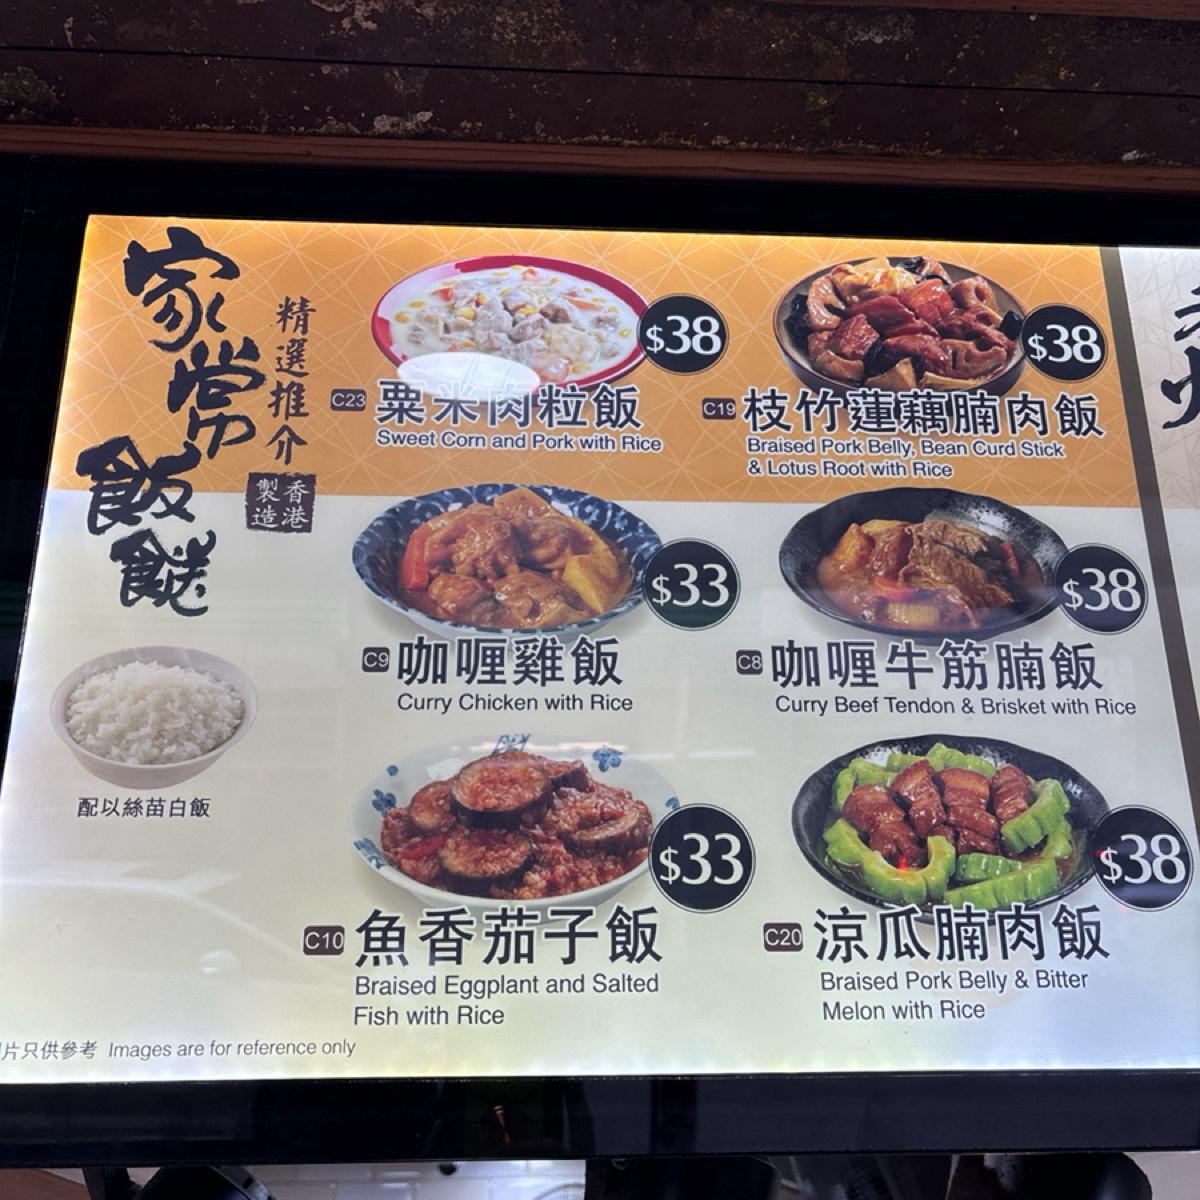 家常
飯餸
精選推介
香港
製造
$38
C23 粟米肉粒飯
Sweet Corn and Pork with Rice
$38
C19 枝竹蓮藕腩肉飯
Braised Pork Belly, Bean Curd Stick
& Lotus Root with Rice
$33
C9 咖喱雞飯
Curry Chicken with Rice
$38
C8 咖喱牛筋腩飯
Curry Beef Tendon & Brisket with Rice
配以絲苗白飯
$33
C10 魚香茄子飯
Braised Eggplant and Salted
Fish with Rice
$38
C20 涼瓜腩肉飯
Braised Pork Belly & Bitter
Melon with Rice
片只供參考 Images are for reference only